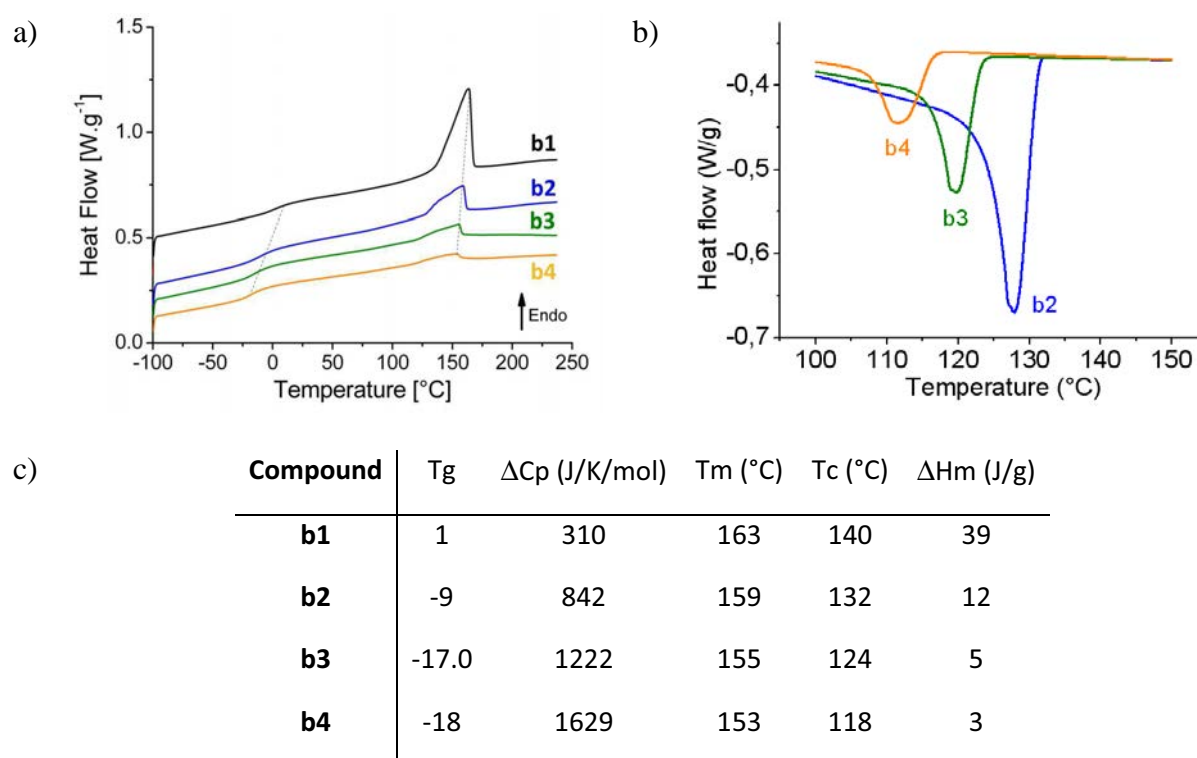 a)
1.5
1.0
0.5
0.0
Heat Flow [W.g⁻¹]
b1
b2
b3
b4
Endo
-100 -50 0 50 100 150 200 250
Temperature [°C]
b)
-0,4
-0,5
-0,6
-0,7
Heat flow (W/g)
b4
b3
b2
100 110 120 130 140 150
Temperature (°C)
c)
Compound Tg ΔCp (J/K/mol) Tm (°C) Tc (°C) ΔHm (J/g)
b1 1 310 163 140 39
b2 -9 842 159 132 12
b3 -17.0 1222 155 124 5
b4 -18 1629 153 118 3